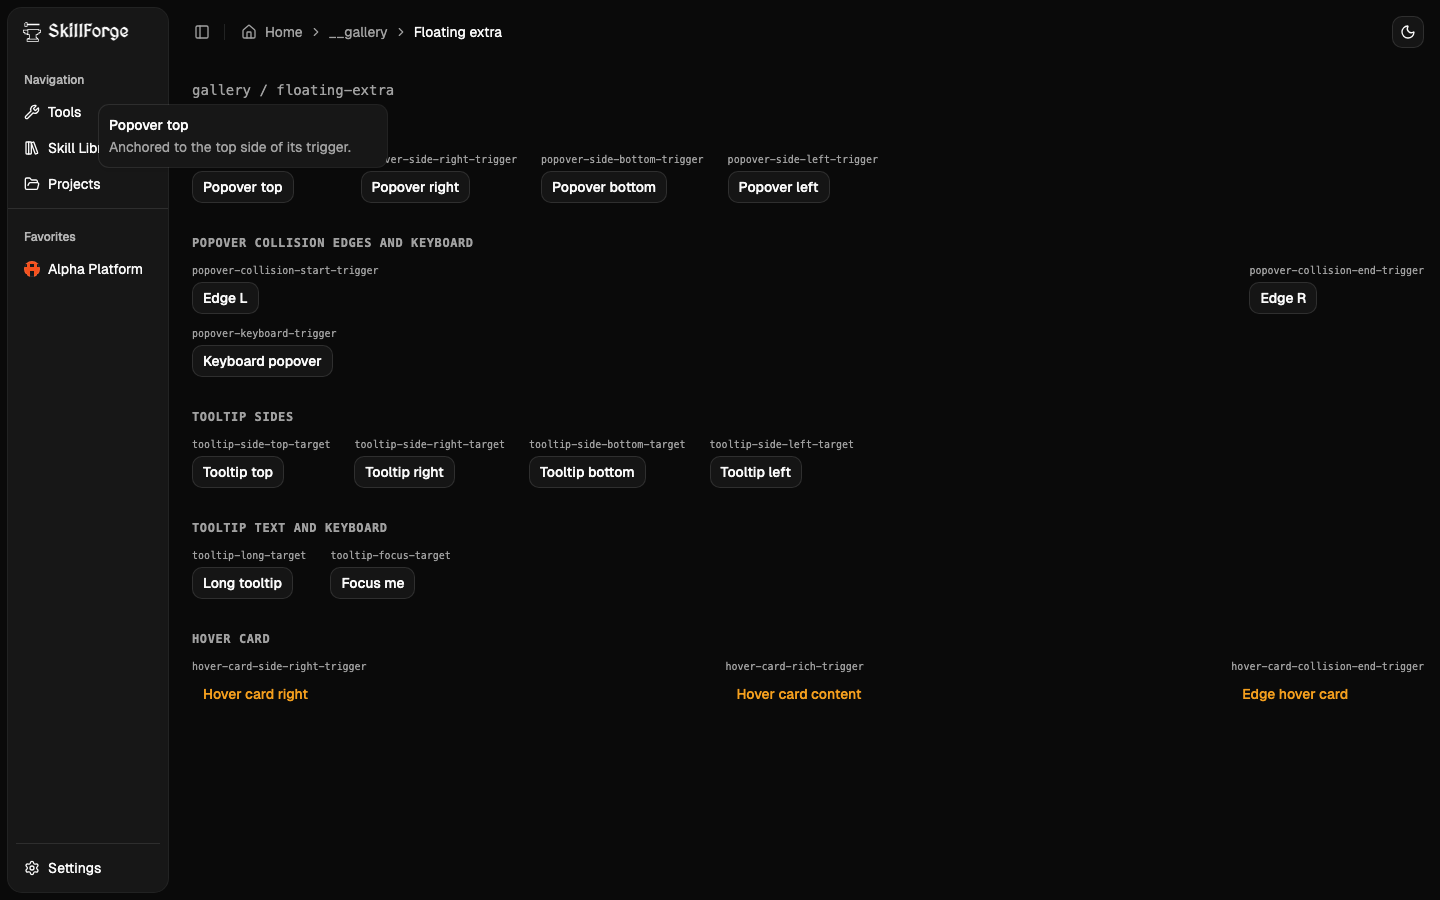 SkillForge
Home > __gallery > Floating extra
Navigation
Tools
Skill Lib
Projects
Favorites
Alpha Platform
Settings
gallery / floating-extra
Popover top
Anchored to the top side of its trigger.
ver-side-right-trigger
popover-side-bottom-trigger
popover-side-left-trigger
Popover top
Popover right
Popover bottom
Popover left
POPOVER COLLISION EDGES AND KEYBOARD
popover-collision-start-trigger
popover-collision-end-trigger
Edge L
Edge R
popover-keyboard-trigger
Keyboard popover
TOOLTIP SIDES
tooltip-side-top-target
tooltip-side-right-target
tooltip-side-bottom-target
tooltip-side-left-target
Tooltip top
Tooltip right
Tooltip bottom
Tooltip left
TOOLTIP TEXT AND KEYBOARD
tooltip-long-target
tooltip-focus-target
Long tooltip
Focus me
HOVER CARD
hover-card-side-right-trigger
hover-card-rich-trigger
hover-card-collision-end-trigger
Hover card right
Hover card content
Edge hover card